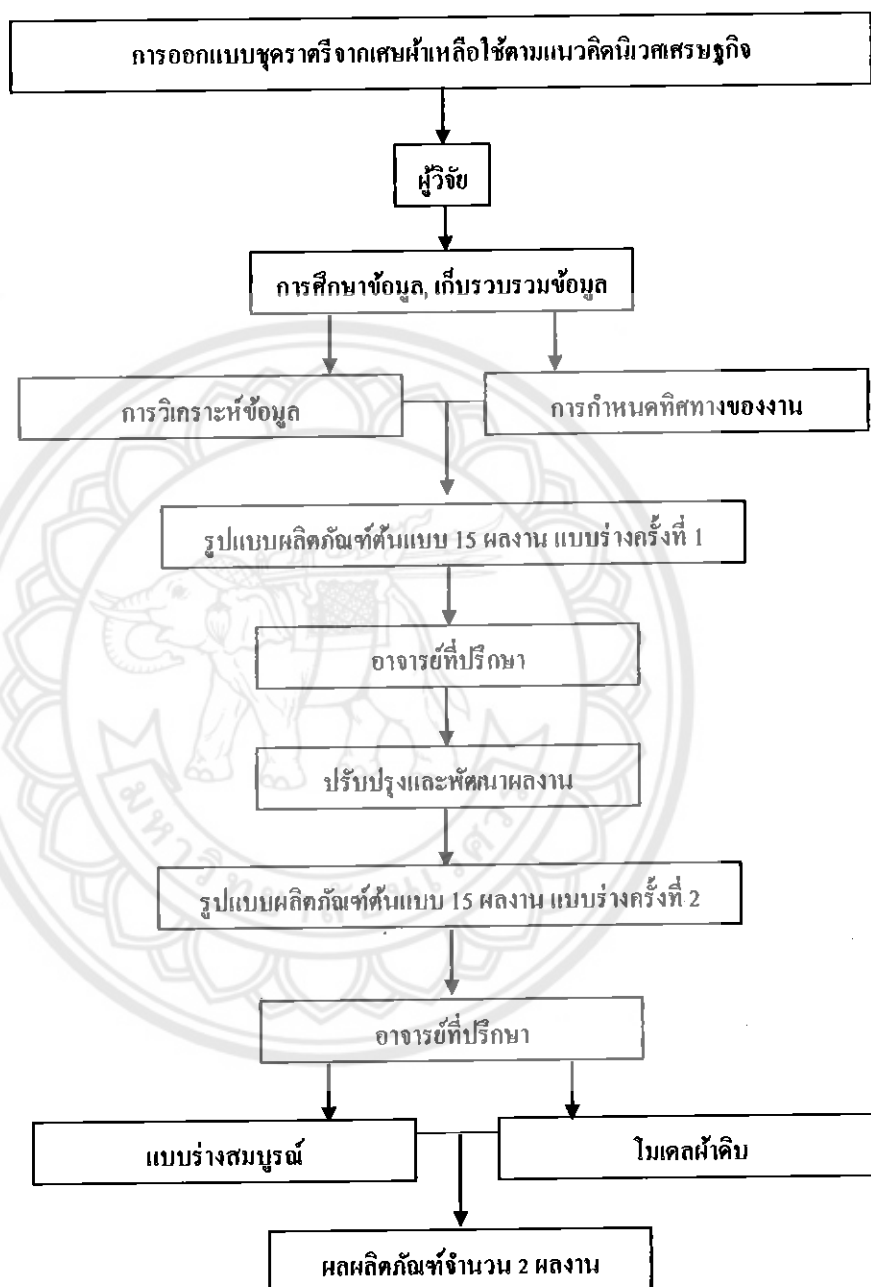 การออกแบบชุดราตรีจากเศษผ้าเหลือใช้ตามแนวคิดนิเวศเศรษฐกิจ
ผู้วิจัย
การศึกษาข้อมูล, เก็บรวบรวมข้อมูล
การวิเคราะห์ข้อมูล
การกำหนดทิศทางของงาน
รูปแบบผลิตภัณฑ์ต้นแบบ 15 ผลงาน แบบร่างครั้งที่ 1
อาจารย์ที่ปรึกษา
ปรับปรุงและพัฒนาผลงาน
รูปแบบผลิตภัณฑ์ต้นแบบ 15 ผลงาน แบบร่างครั้งที่ 2
อาจารย์ที่ปรึกษา
แบบร่างสมบูรณ์
โมเดลผ้าดิบ
ผลผลิตภัณฑ์จำนวน 2 ผลงาน